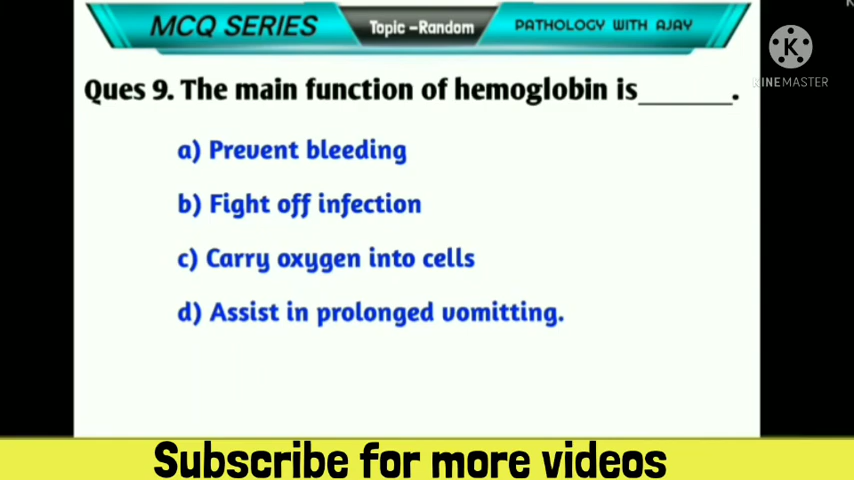 MCQ SERIES
Topic –Random
PATHOLOGY WITH AJAY
KINEMASTER
Ques 9. The main function of hemoglobin is_______.
a) Prevent bleeding
b) Fight off infection
c) Carry oxygen into cells
d) Assist in prolonged vomitting.
Subscribe for more videos